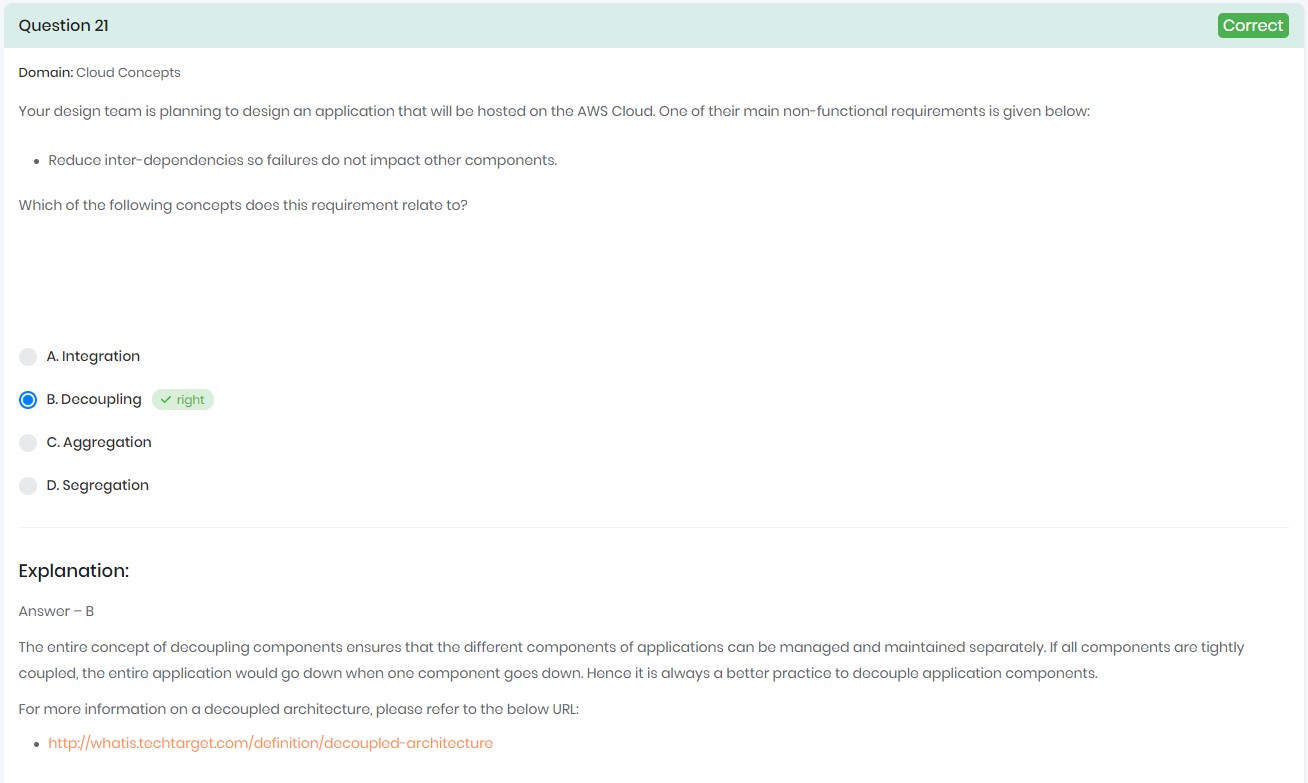 Question 21
Correct
Domain: Cloud Concepts
Your design team is planning to design an application that will be hosted on the AWS Cloud. One of their main non-functional requirements is given below:
• Reduce inter-dependencies so failures do not impact other components.
Which of the following concepts does this requirement relate to?
A. Integration
B. Decoupling ✓ right
C. Aggregation
D. Segregation
Explanation:
Answer – B
The entire concept of decoupling components ensures that the different components of applications can be managed and maintained separately. If all components are tightly
coupled, the entire application would go down when one component goes down. Hence it is always a better practice to decouple application components.
For more information on a decoupled architecture, please refer to the below URL:
• http://whatis.techtarget.com/definition/decoupled-architecture